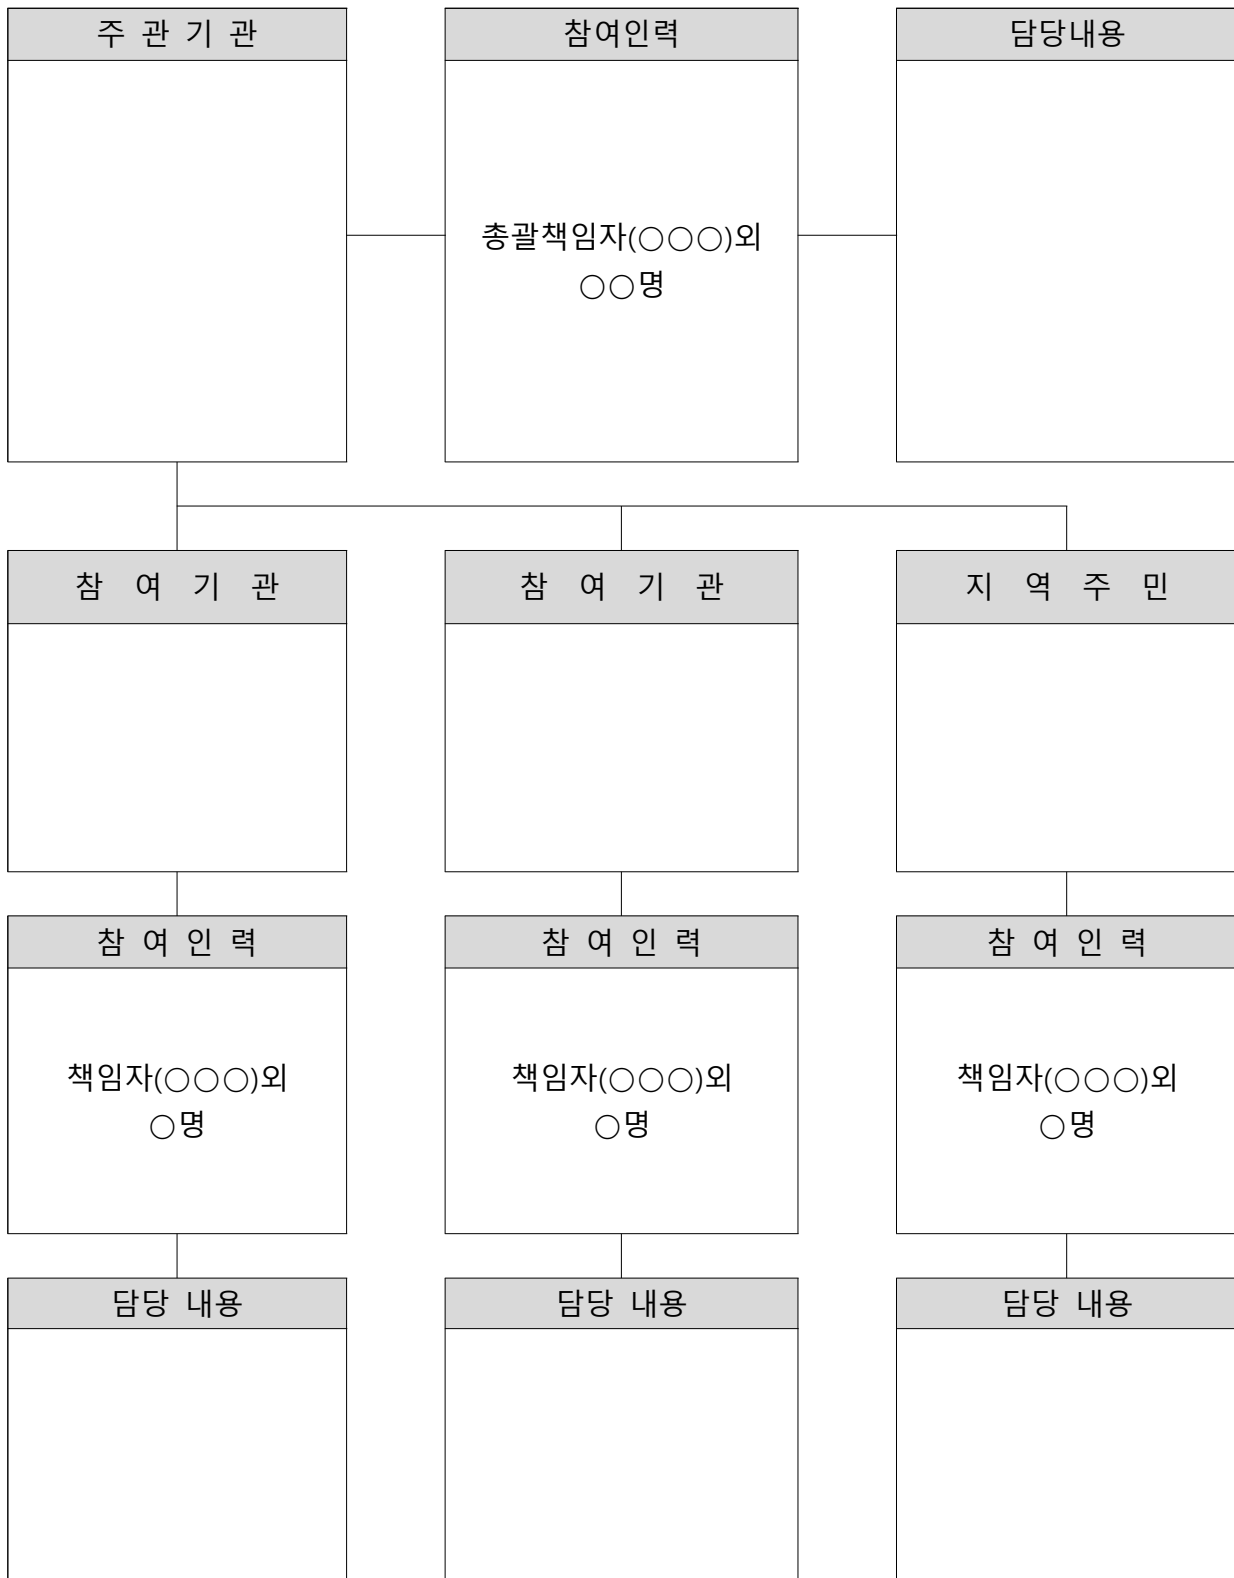 주 관 기 관
참여인력
담당내용
총괄책임자(○○○)외
○○명
참 여 기 관
참 여 기 관
지 역 주 민
참 여 인 력
참 여 인 력
참 여 인 력
책임자(○○○)외
○명
책임자(○○○)외
○명
책임자(○○○)외
○명
담당 내용
담당 내용
담당 내용